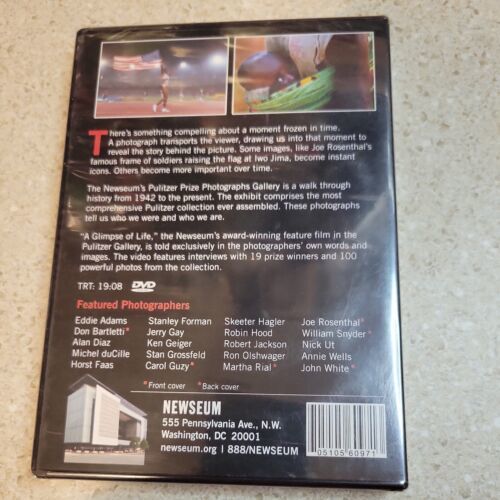 There's something compelling about a moment frozen in time.
A photograph transports the viewer, drawing us into that moment to
reveal the story behind the picture. Some images, like Joe Rosenthal's
famous frame of soldiers raising the flag at Iwo Jima, become instant
icons. Others become more important over time.
The Newseum's Pulitzer Prize Photographs Gallery is a walk through
history from 1942 to the present. The exhibit comprises the most
comprehensive Pulitzer collection ever assembled. These photographs
tell us who we were and who we are.
"A Glimpse of Life," the Newseum's award-winning feature film in the
Pulitzer Gallery, is told exclusively in the photographers' own words and
images. The video features interviews with 19 prize winners and 100
powerful photos from the collection.
TRT: 19:08 DVD
Featured Photographers
Eddie Adams Stanley Forman Skeeter Hagler Joe Rosenthal*
Don Bartletti* Jerry Gay Robin Hood William Snyder*
Alan Diaz Ken Geiger Robert Jackson Nick Ut
Michel duCille Stan Grossfeld Ron Olshwager Annie Wells
Horst Faas Carol Guzy* Martha Rial* John White*
*Front cover *Back cover
NEWSEUM
555 Pennsylvania Ave., N.W.
Washington, DC 20001
newseum.org | 888/NEWSEUM
05105 60971